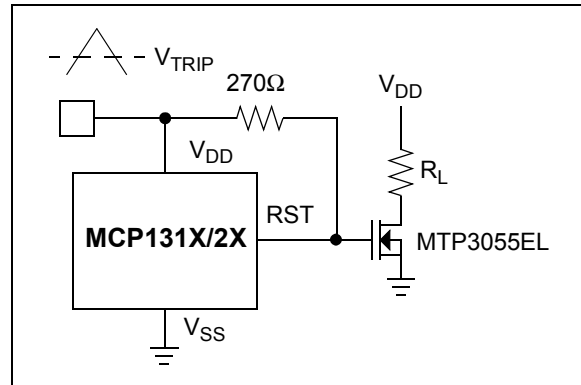 V_TRIP
270Ω
V_DD
V_DD
R_L
RST
MCP131X/2X
MTP3055EL
V_SS